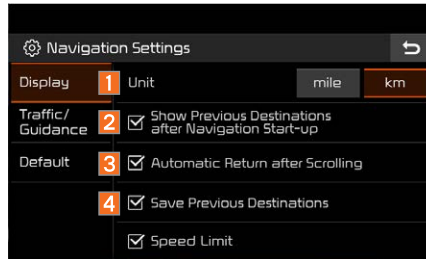 Navigation Settings
Display
1 Unit mile km
Traffic/
Guidance
2 Show Previous Destinations
after Navigation Start-up
Default
3 Automatic Return after Scrolling
4 Save Previous Destinations
Speed Limit